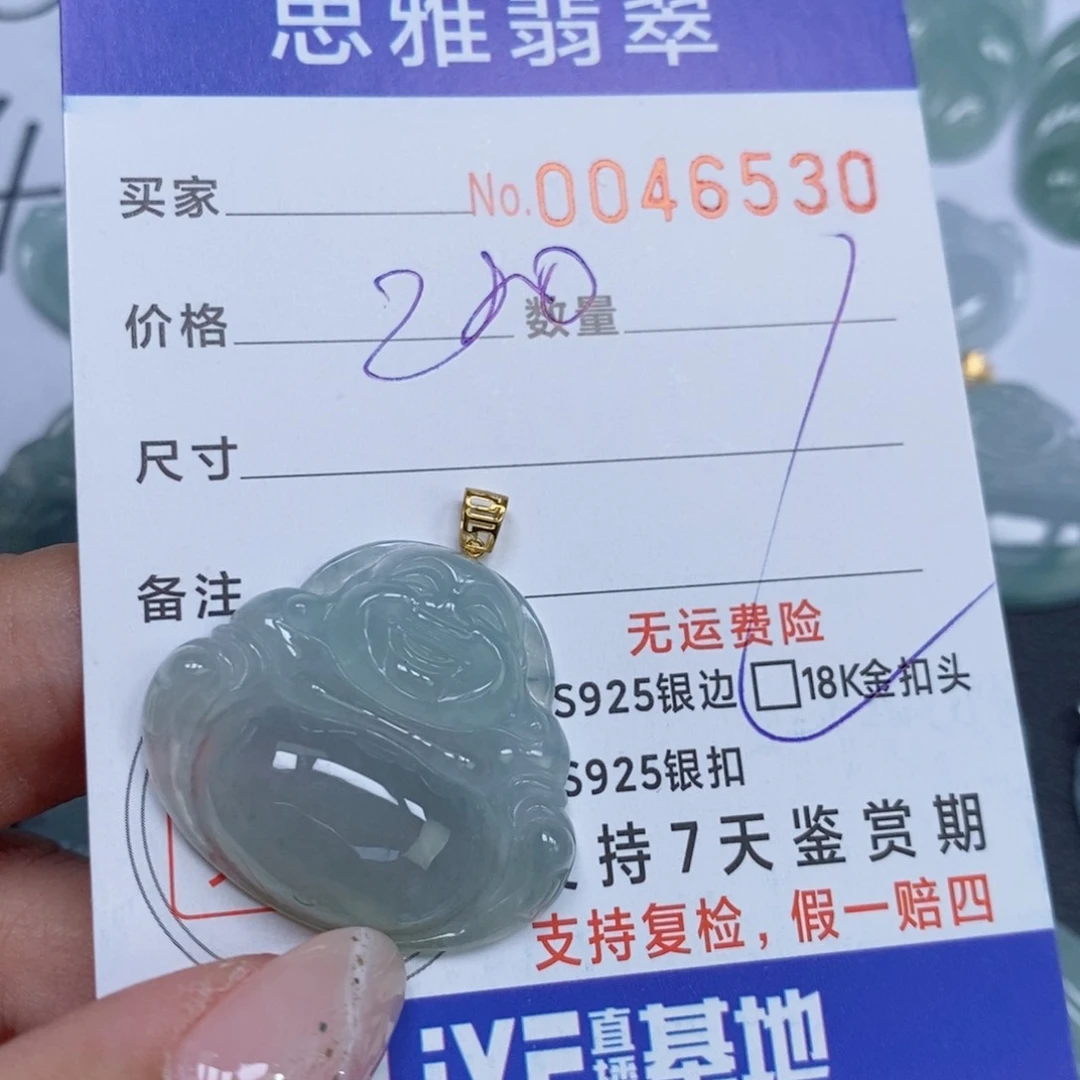 思雅翡翠
买家 No.0046530
价格 数量
尺寸
备注
无运费险
S925银边 □18K金扣头
S925银扣
持7天鉴赏期
支持复检，假一赔四
直播基地